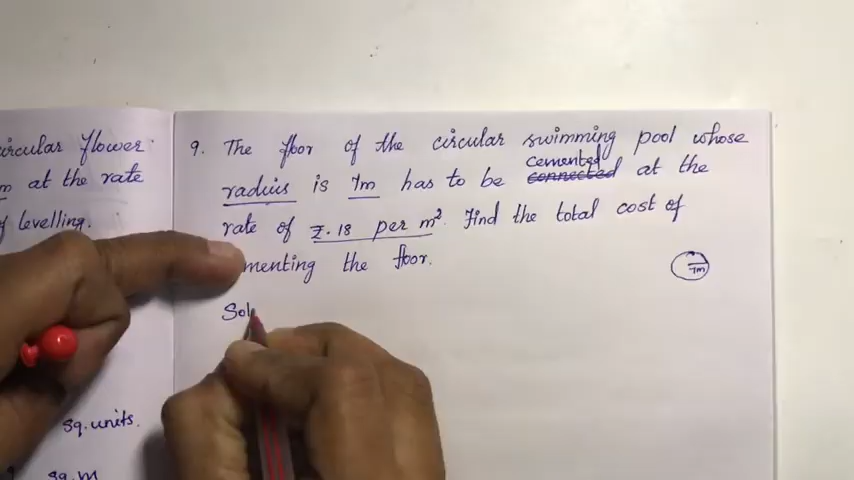 ircular flower
m at the rate
f levelling.
sq. units.
sq. m
9. The floor of the circular swimming pool whose
cemented
radius is 7m has to be connected at the
rate of ₹. 18 per m². Find the total cost of
menting the floor.
7m
Sol